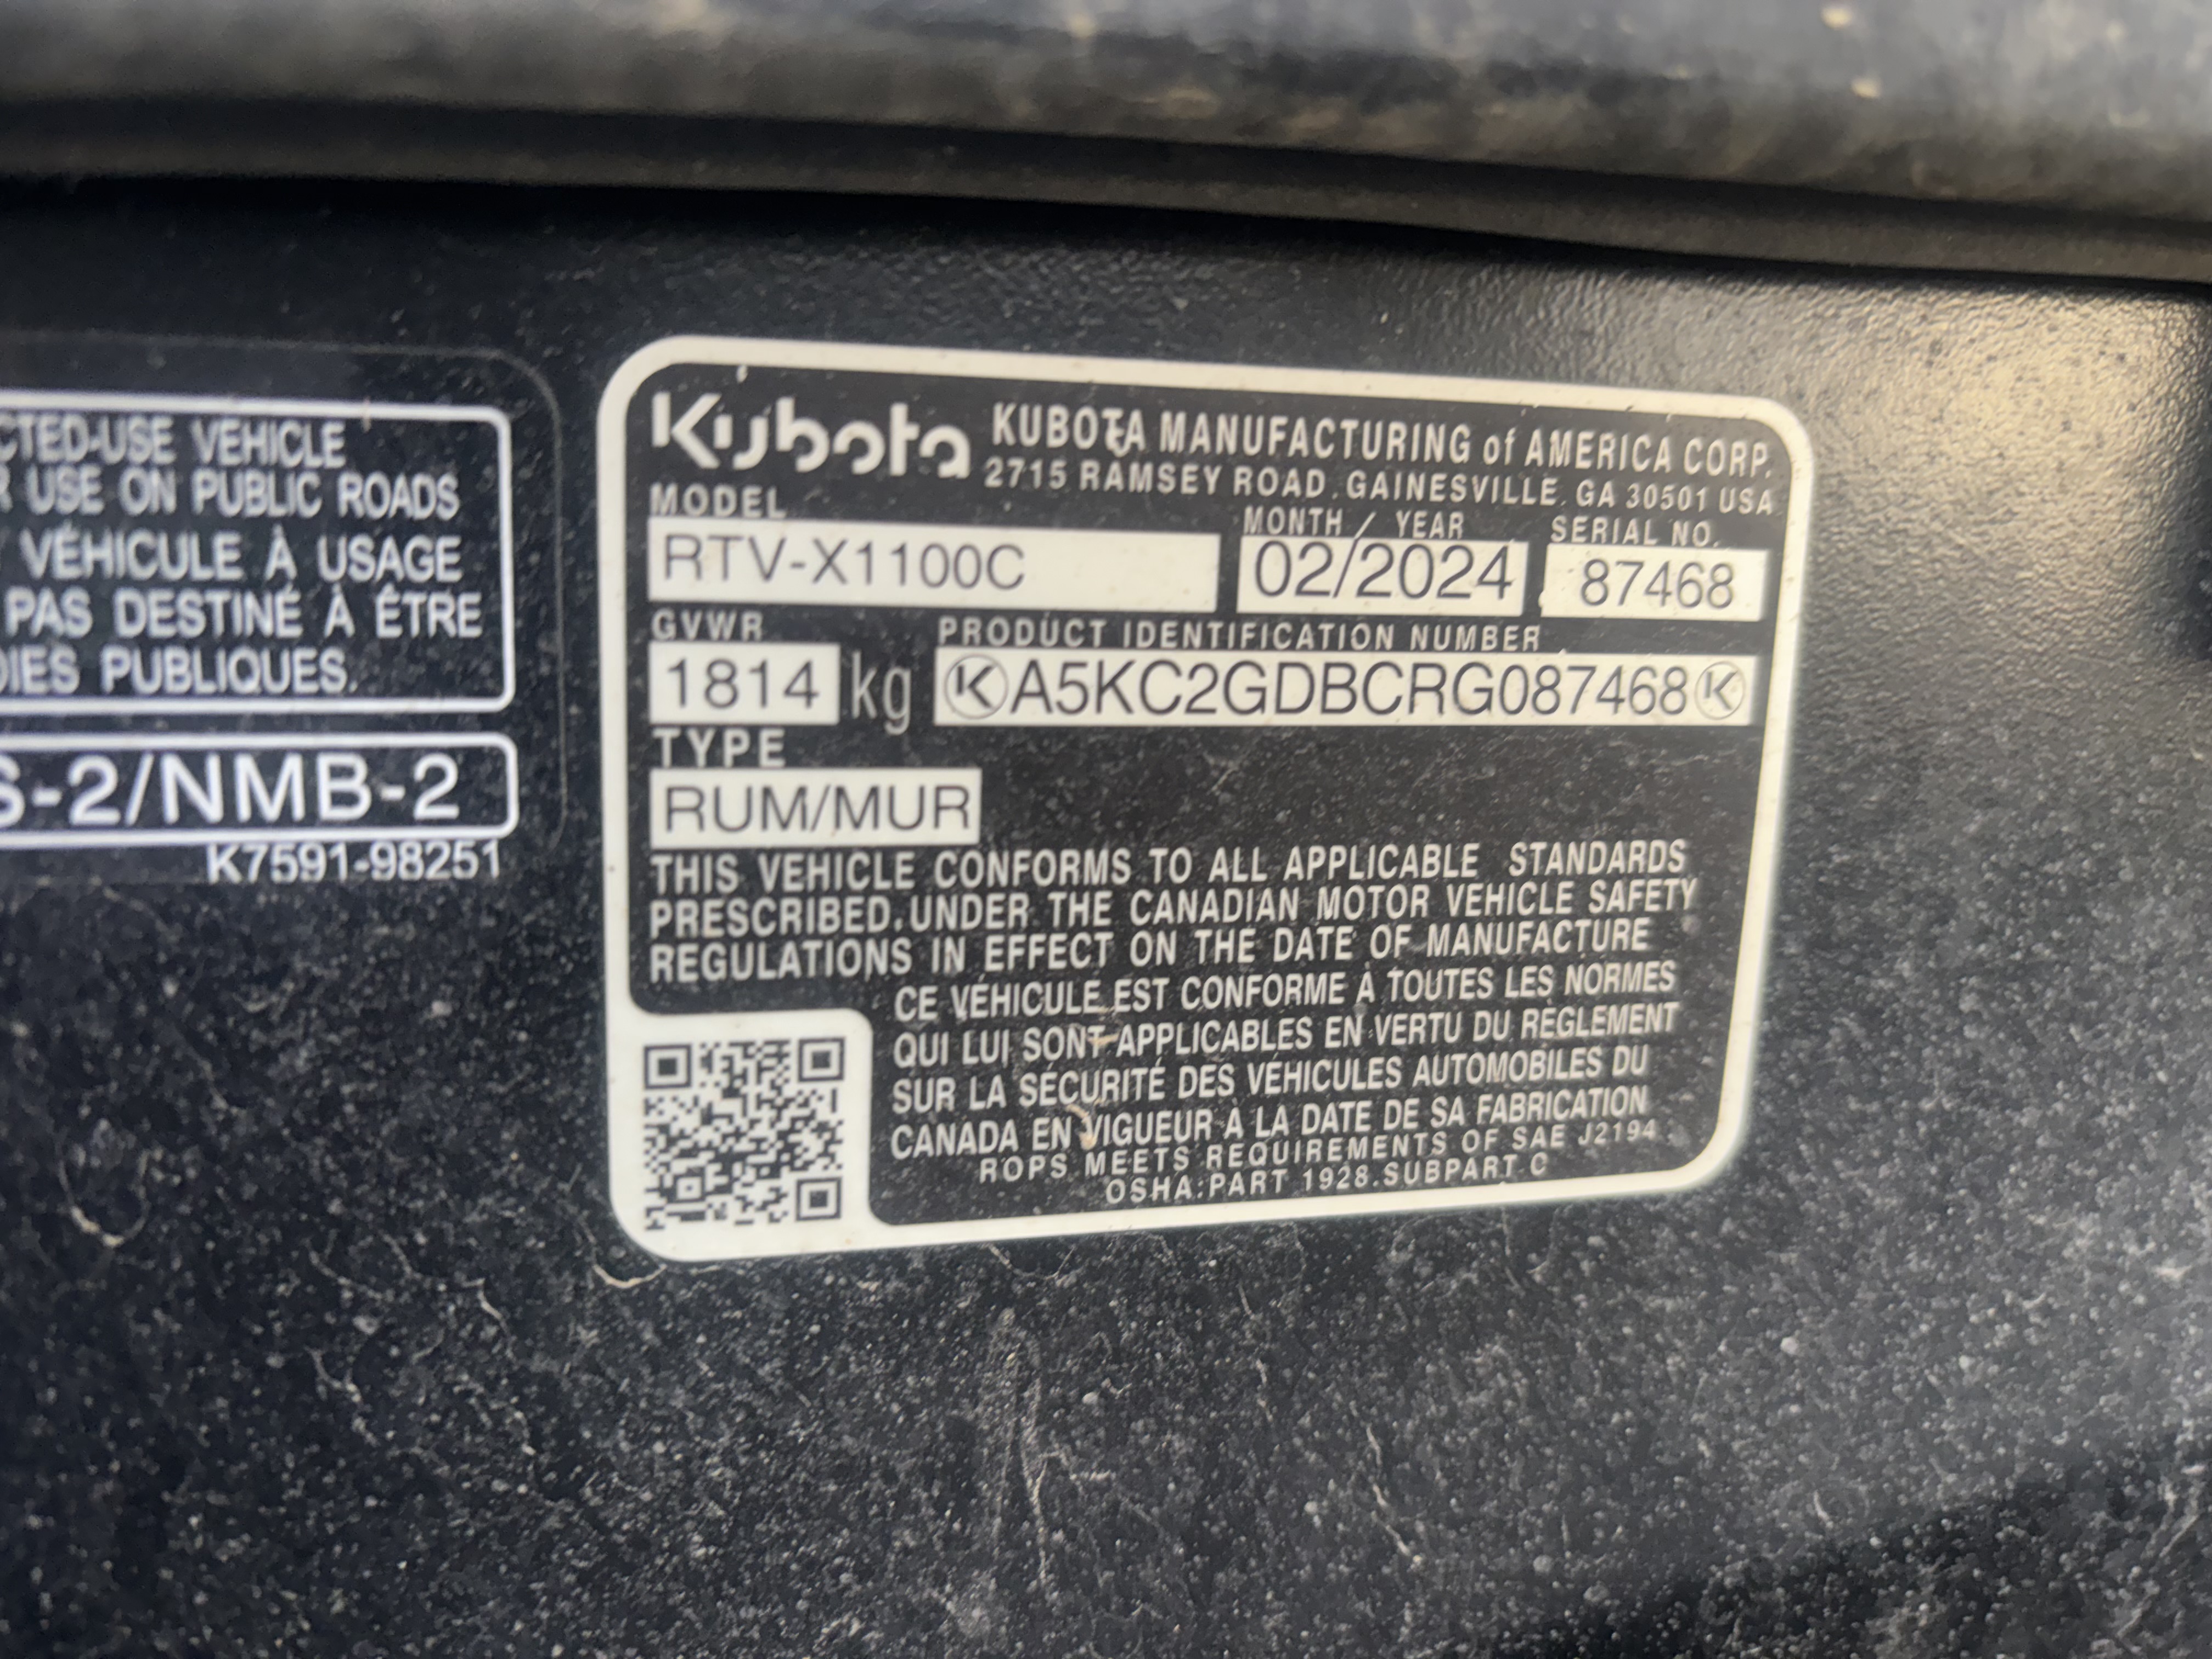 CTED-USE VEHICLE
R USE ON PUBLIC ROADS
VÉHICULE À USAGE
PAS DESTINÉ À ÊTRE
OIES PUBLIQUES.
S-2/NMB-2
K7591-98251
Kubota KUBOTA MANUFACTURING of AMERICA CORP.
2715 RAMSEY ROAD.GAINESVILLE. GA 30501 USA
MODEL MONTH / YEAR SERIAL NO.
RTV-X1100C 02/2024 87468
GVWR PRODUCT IDENTIFICATION NUMBER
1814 kg K A5KC2GDBCRG087468 K
TYPE
RUM/MUR
THIS VEHICLE CONFORMS TO ALL APPLICABLE STANDARDS
PRESCRIBED.UNDER THE CANADIAN MOTOR VEHICLE SAFETY
REGULATIONS IN EFFECT ON THE DATE OF MANUFACTURE
CE VÉHICULE EST CONFORME À TOUTES LES NORMES
QUI LUI SONT APPLICABLES EN VERTU DU RÈGLEMENT
SUR LA SÉCURITÉ DES VÉHICULES AUTOMOBILES DU
CANADA EN VIGUEUR À LA DATE DE SA FABRICATION
ROPS MEETS REQUIREMENTS OF SAE J2194
OSHA.PART 1928.SUBPART C